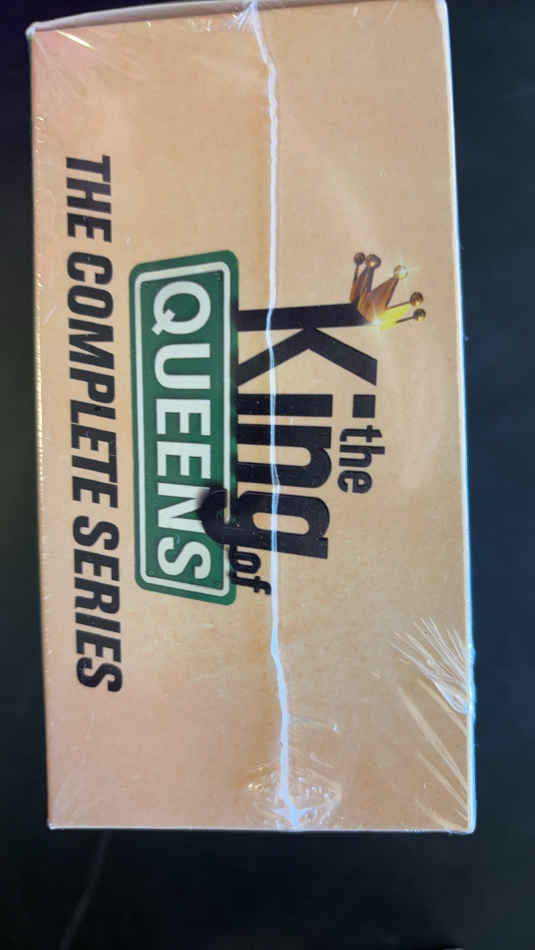 the
King
of
QUEENS
THE COMPLETE SERIES